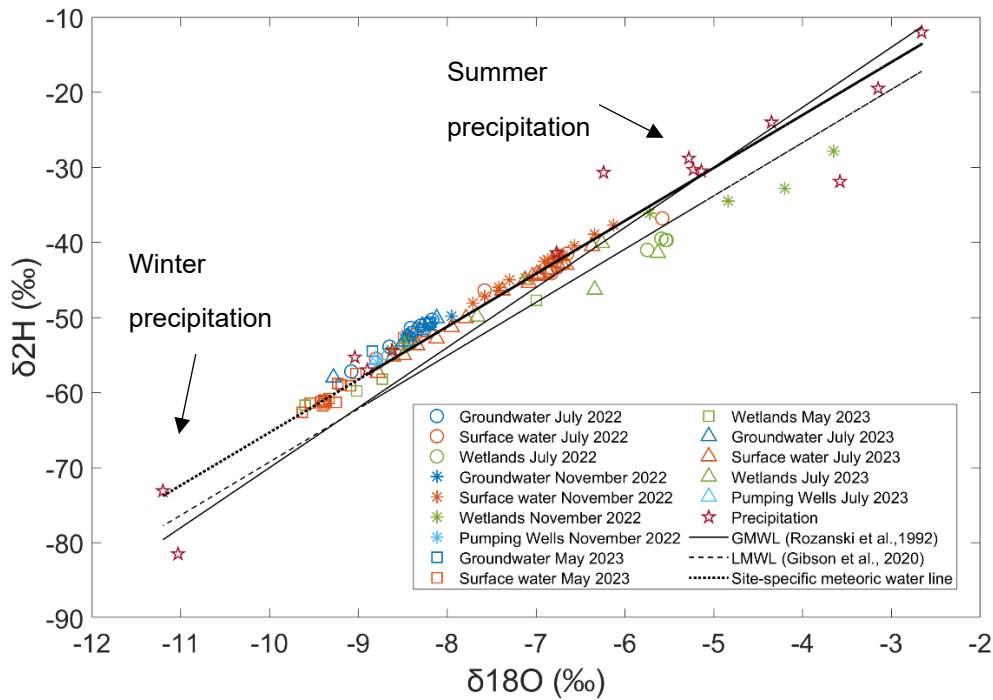 -10
-20
-30
-40
-50
-60
-70
-80
-90
δ2H (‰)
Summer
precipitation
Winter
precipitation
Groundwater July 2022
Surface water July 2022
Wetlands July 2022
Groundwater November 2022
Surface water November 2022
Wetlands November 2022
Pumping Wells November 2022
Groundwater May 2023
Surface water May 2023
Wetlands May 2023
Groundwater July 2023
Surface water July 2023
Wetlands July 2023
Pumping Wells July 2023
Precipitation
GMWL (Rozanski et al.,1992)
LMWL (Gibson et al., 2020)
Site-specific meteoric water line
-12 -11 -10 -9 -8 -7 -6 -5 -4 -3 -2
δ18O (‰)